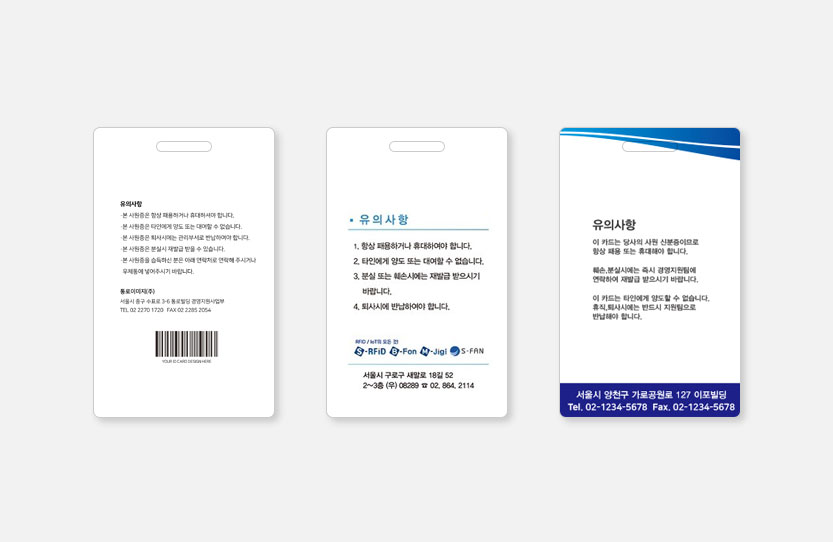 유의사항
·본 사원증은 항상 패용하거나 휴대하셔야 합니다.
·본 사원증은 타인에게 양도 또는 대여할 수 없습니다.
·본 사원증은 퇴사시에는 관리부서로 반납하여야 합니다.
·본 사원증은 분실시 재발급 받을 수 있습니다.
·본 사원증을 습득하신 분은 아래 연락처로 연락해 주시거나
우체통에 넣어주시기 바랍니다.
통로이미지(주)
서울시 중구 수표로 3-6 통로빌딩 경영지원사업부
TEL 02 2270 1720 FAX 02 2285 2054
YOUR ID CARD DESIGN HERE
▪ 유의사항
1. 항상 패용하거나 휴대하여야 합니다.
2. 타인에게 양도 또는 대여할 수 없습니다.
3. 분실 또는 훼손시에는 재발급 받으시기
바랍니다.
4. 퇴사시에 반납하여야 합니다.
RFiD / IoT의 모든 것!
S-RFiD B-Fon M-Jigi S-FAN
서울시 구로구 새말로 18길 52
2~3층 (우) 08289 ☎ 02. 864. 2114
유의사항
이 카드는 당사의 사원 신분증이므로
항상 패용 또는 휴대해야 합니다.
훼손,분실시에는 즉시 경영지원팀에
연락하여 재발급 받으시기 바랍니다.
이 카드는 타인에게 양도할 수 없습니다.
휴직,퇴사시에는 반드시 지원팀으로
반납해야 합니다.
서울시 양천구 가로공원로 127 이포빌딩
Tel. 02-1234-5678 Fax. 02-1234-5678